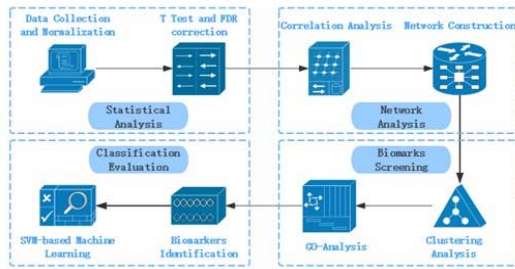 Data Collection
and Normalization
T Test and FDR
correction
Statistical
Analysis
Correlation Analysis
Network Construction
Network
Analysis
Classification
Evaluation
SVM-based Machine
Learning
Biomarkers
Identification
Biomarks
Screening
GO-Analysis
Clustering
Analysis